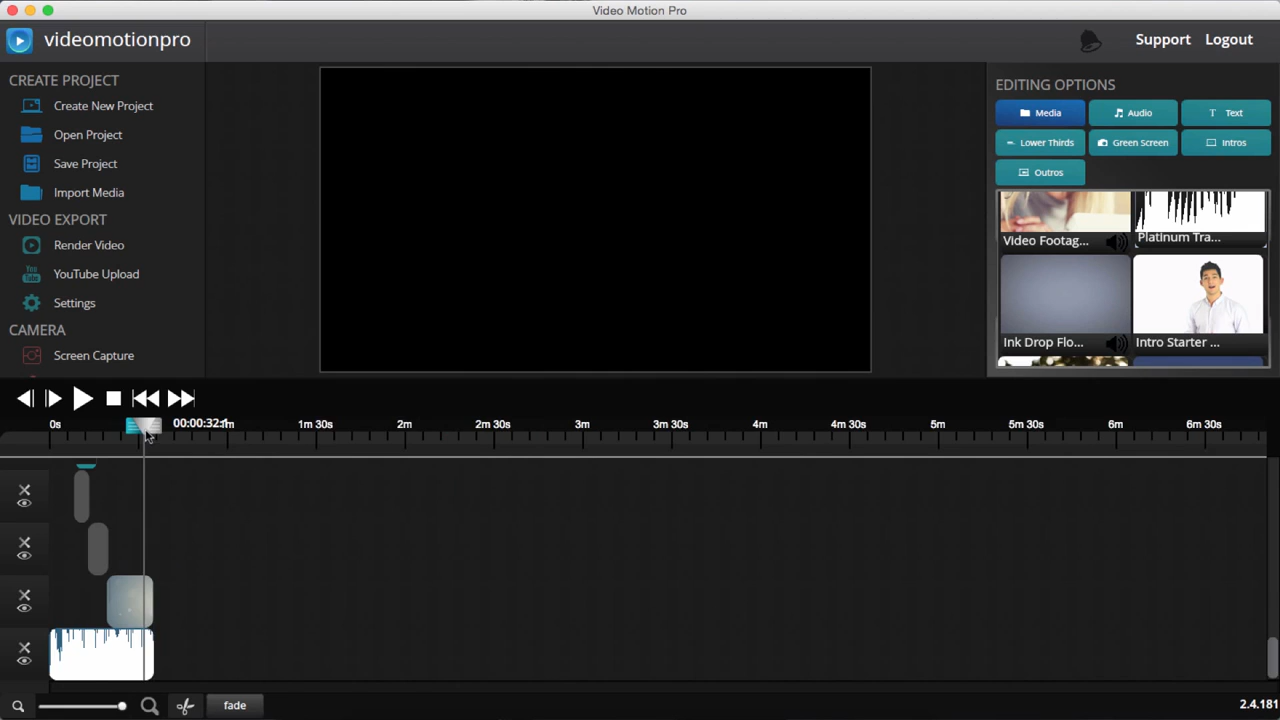 Video Motion Pro
videomotionpro
Support
Logout
CREATE PROJECT
Create New Project
Open Project
Save Project
Import Media
VIDEO EXPORT
Render Video
You
Tube
YouTube Upload
Settings
CAMERA
Screen Capture
EDITING OPTIONS
Media
Audio
T Text
Lower Thirds
Green Screen
Intros
Outros
Video Footag...
Platinum Tra...
Ink Drop Flo...
Intro Starter ...
0s
00:00:32:1
1m 30s
2m
2m 30s
3m
3m 30s
4m
4m 30s
5m
5m 30s
6m
6m 30s
fade
2.4.181